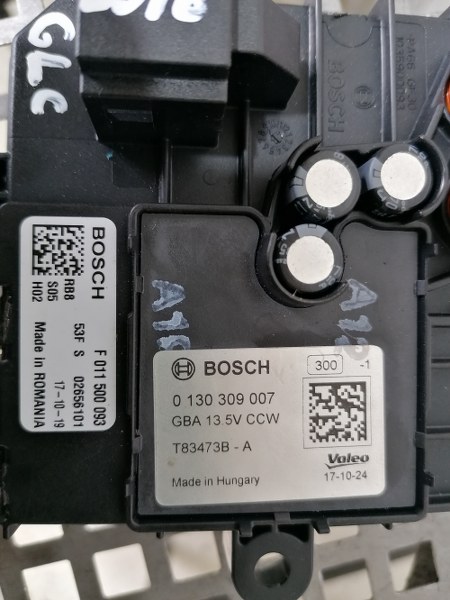 GLC
BOSCH
BOSCH
F 011 500 093
53F S 02656101
RB8
S05
H02
17-10-19
Made in ROMANIA
BOSCH
300 -1
0 130 309 007
GBA 13.5V CCW
T83473B - A
Valeo
Made in Hungary
17-10-24